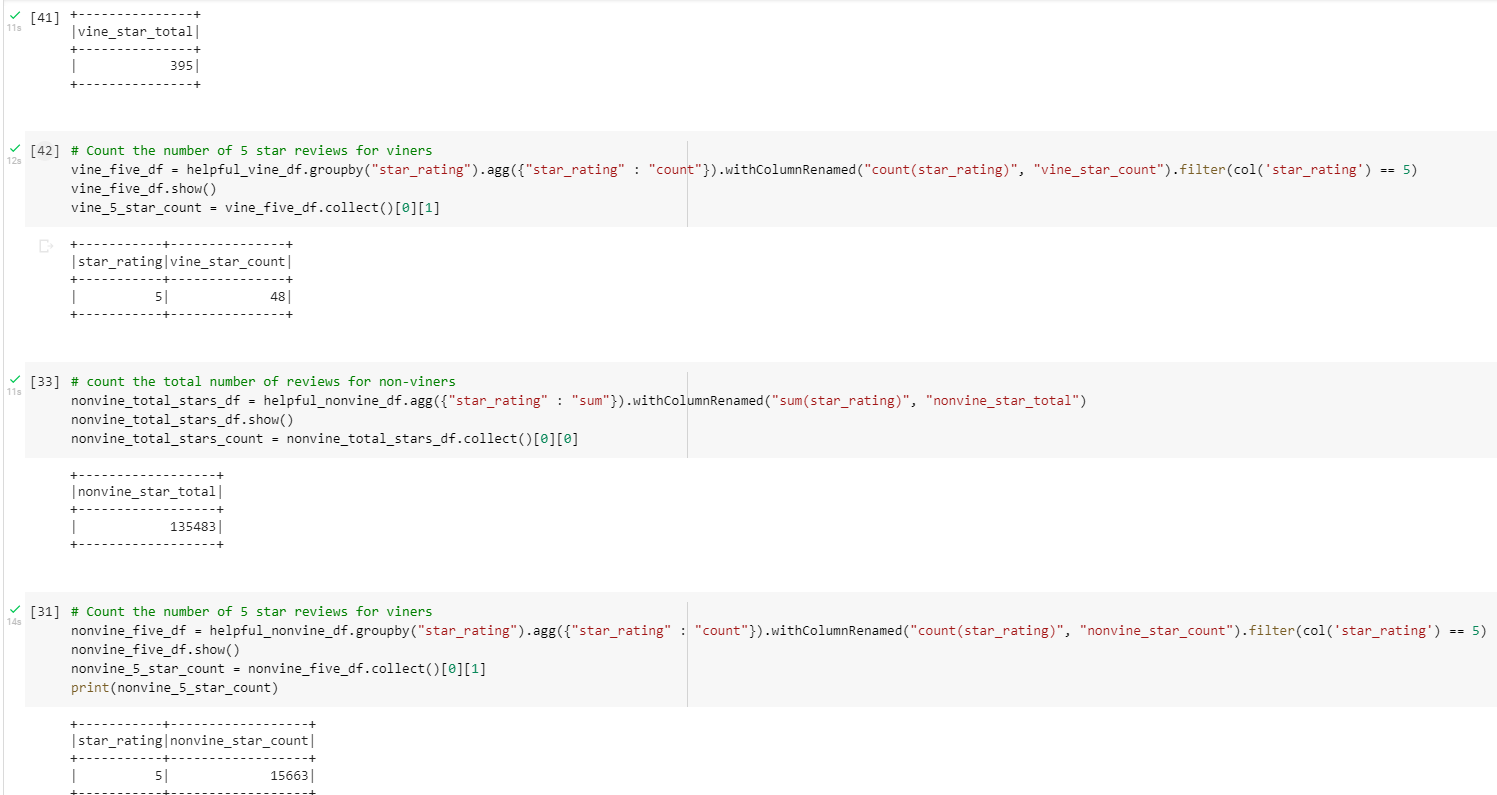 [41] +---------------+
|vine_star_total|
+---------------+
|            395|
+---------------+
11s
[42] # Count the number of 5 star reviews for viners
12s
vine_five_df = helpful_vine_df.groupby("star_rating").agg({"star_rating" : "count"}).withColumnRenamed("count(star_rating)", "vine_star_count").filter(col('star_rating') == 5)
vine_five_df.show()
vine_5_star_count = vine_five_df.collect()[0][1]
+-----------+---------------+
|star_rating|vine_star_count|
+-----------+---------------+
|          5|             48|
+-----------+---------------+
[33] # count the total number of reviews for non-viners
11s
nonvine_total_stars_df = helpful_nonvine_df.agg({"star_rating" : "sum"}).withColumnRenamed("sum(star_rating)", "nonvine_star_total")
nonvine_total_stars_df.show()
nonvine_total_stars_count = nonvine_total_stars_df.collect()[0][0]
+------------------+
|nonvine_star_total|
+------------------+
|            135483|
+------------------+
[31] # Count the number of 5 star reviews for viners
14s
nonvine_five_df = helpful_nonvine_df.groupby("star_rating").agg({"star_rating" : "count"}).withColumnRenamed("count(star_rating)", "nonvine_star_count").filter(col('star_rating') == 5)
nonvine_five_df.show()
nonvine_5_star_count = nonvine_five_df.collect()[0][1]
print(nonvine_5_star_count)
+-----------+------------------+
|star_rating|nonvine_star_count|
+-----------+------------------+
|          5|             15663|
+-----------+------------------+